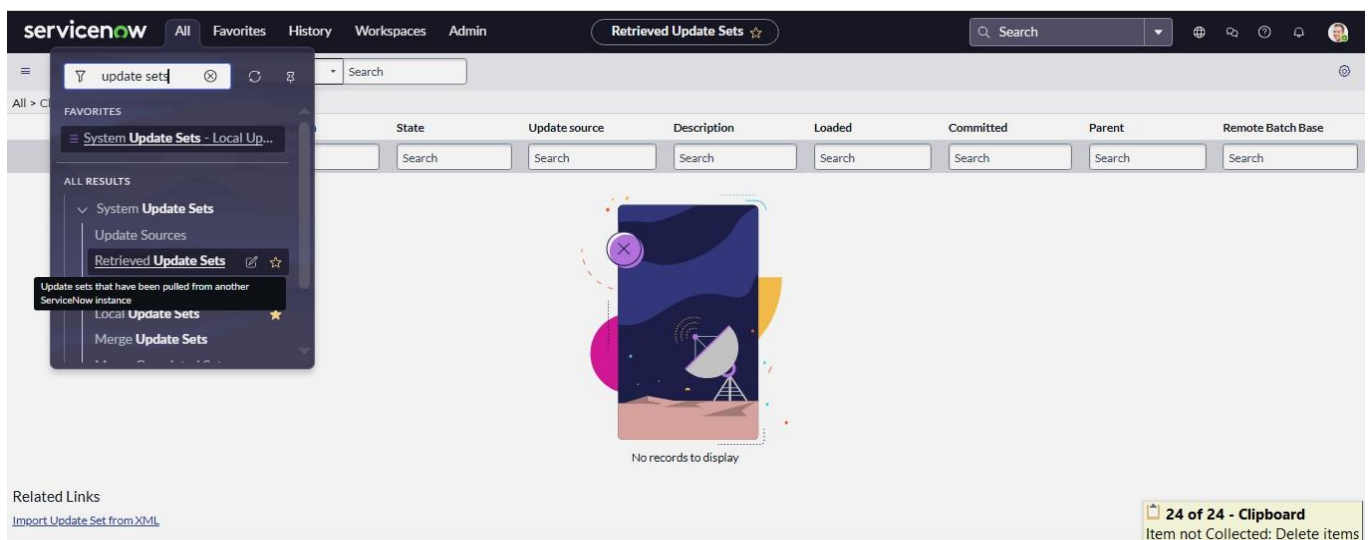 servicenow All Favorites History Workspaces Admin Retrieved Update Sets Search
update sets Search
All > C
FAVORITES
System Update Sets - Local Up...
State Update source Description Loaded Committed Parent Remote Batch Base
Search Search Search Search Search Search Search
ALL RESULTS
System Update Sets
Update Sources
Retrieved Update Sets
Update sets that have been pulled from another
ServiceNow instance
Local Update Sets
Merge Update Sets
No records to display
Related Links
Import Update Set from XML
24 of 24 - Clipboard
Item not Collected: Delete items